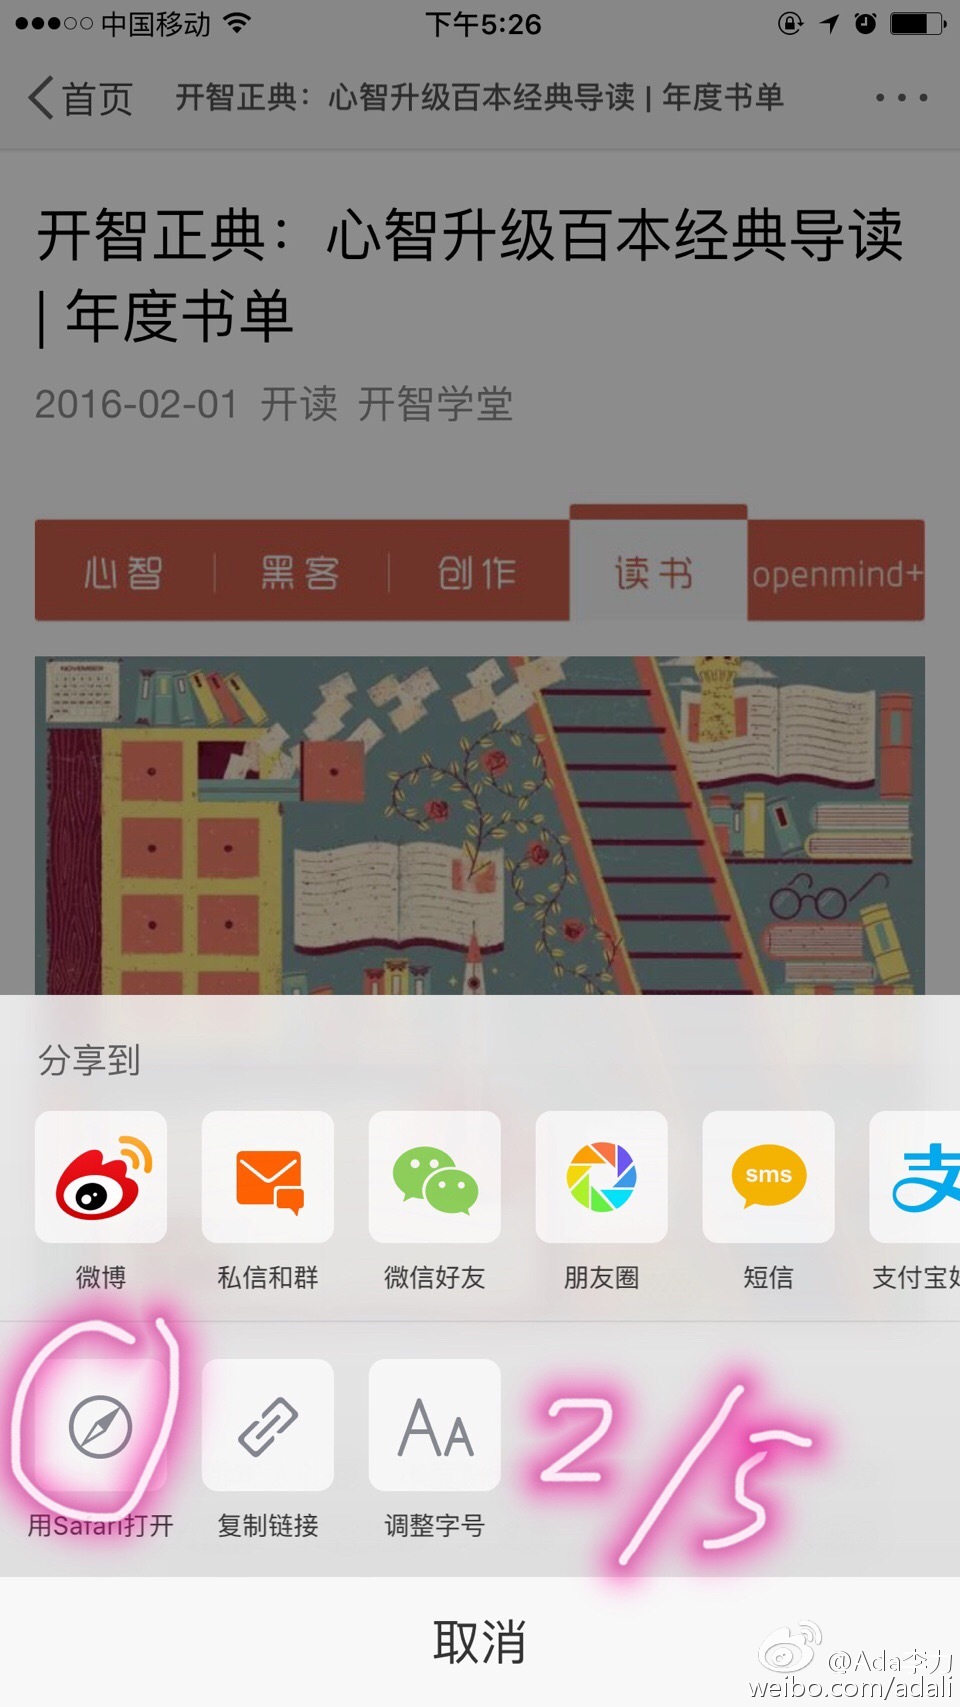 中国移动 下午5:26
首页 开智正典：心智升级百本经典导读 | 年度书单
开智正典：心智升级百本经典导读
| 年度书单
2016-02-01 开读 开智学堂
心智 黑客 创作 读书 openmind+
NOVEMBER
分享到
sms
支
微博 私信和群 微信好友 朋友圈 短信 支付宝好
AA
2/5
用Safari打开 复制链接 调整字号
取消
@Ada李力
weibo.com/adali